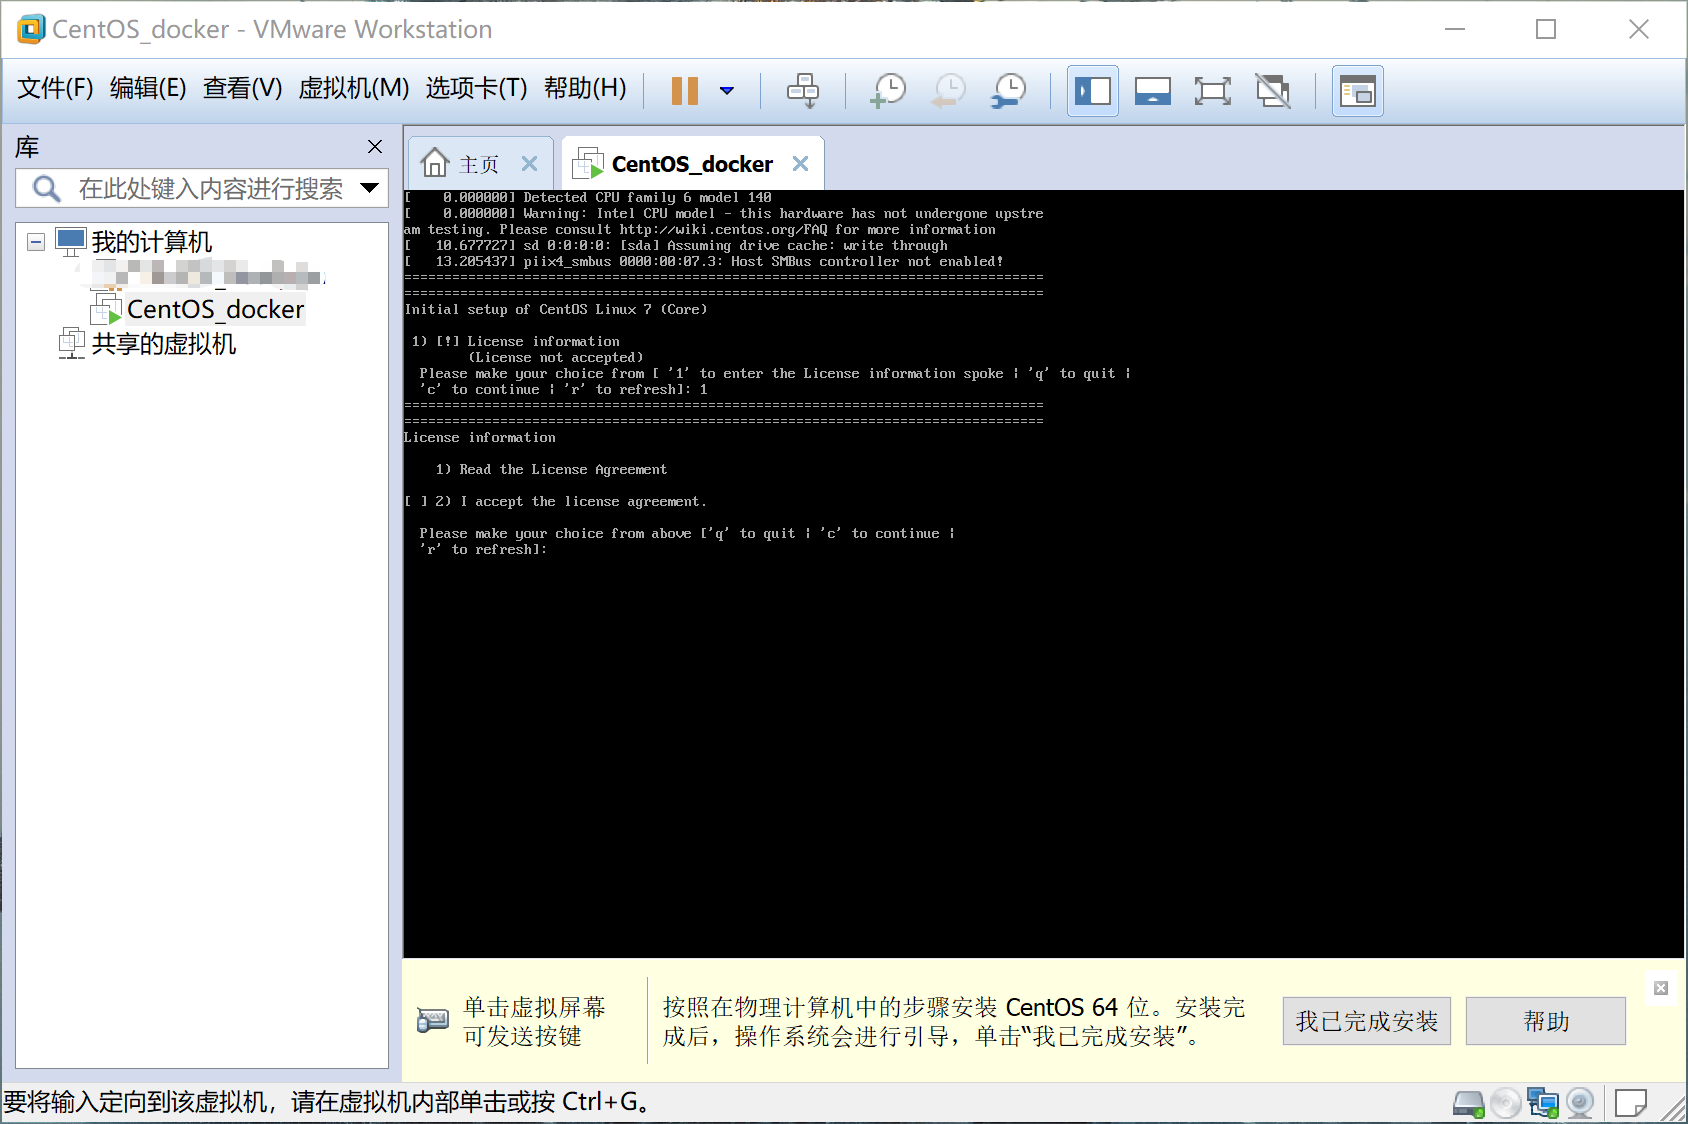 CentOS_docker - VMware Workstation
文件(F) 编辑(E) 查看(V) 虚拟机(M) 选项卡(T) 帮助(H)
库
在此处键入内容进行搜索
我的计算机
CentOS_docker
共享的虚拟机
主页
CentOS_docker
[    0.000000] Detected CPU family 6 model 140
[    0.000000] Warning: Intel CPU model - this hardware has not undergone upstre
am testing. Please consult http://wiki.centos.org/FAQ for more information
[   10.677727] sd 0:0:0:0: [sda] Assuming drive cache: write through
[   13.205437] piix4_smbus 0000:00:07.3: Host SMBus controller not enabled!
================================================================================
================================================================================
Initial setup of CentOS Linux 7 (Core)
1) [!] License information
(License not accepted)
Please make your choice from [ '1' to enter the License information spoke | 'q' to quit |
'c' to continue | 'r' to refresh]: 1
================================================================================
================================================================================
License information
1) Read the License Agreement
[ ] 2) I accept the license agreement.
Please make your choice from above ['q' to quit | 'c' to continue |
'r' to refresh]:
单击虚拟屏幕
可发送按键
按照在物理计算机中的步骤安装 CentOS 64 位。安装完
成后，操作系统会进行引导，单击“我已完成安装”。
我已完成安装
帮助
要将输入定向到该虚拟机，请在虚拟机内部单击或按 Ctrl+G。